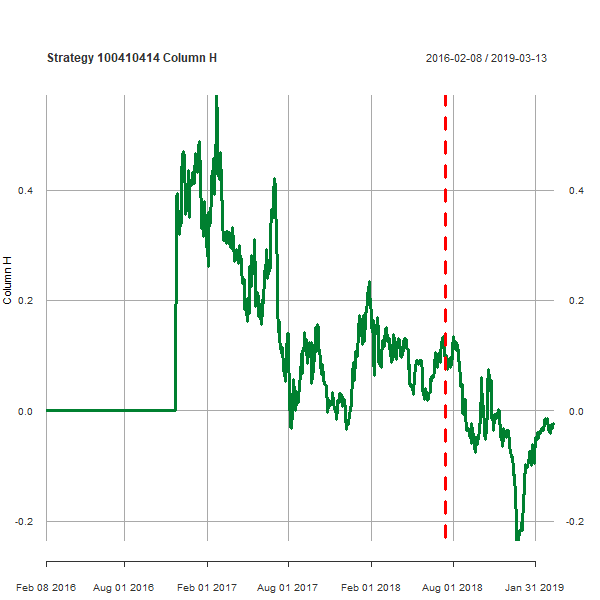 Strategy 100410414 Column H
2016-02-08 / 2019-03-13
0.4
0.4
0.2
0.2
Column H
0.0
0.0
-0.2
-0.2
Feb 08 2016
Aug 01 2016
Feb 01 2017
Aug 01 2017
Feb 01 2018
Aug 01 2018
Jan 31 2019